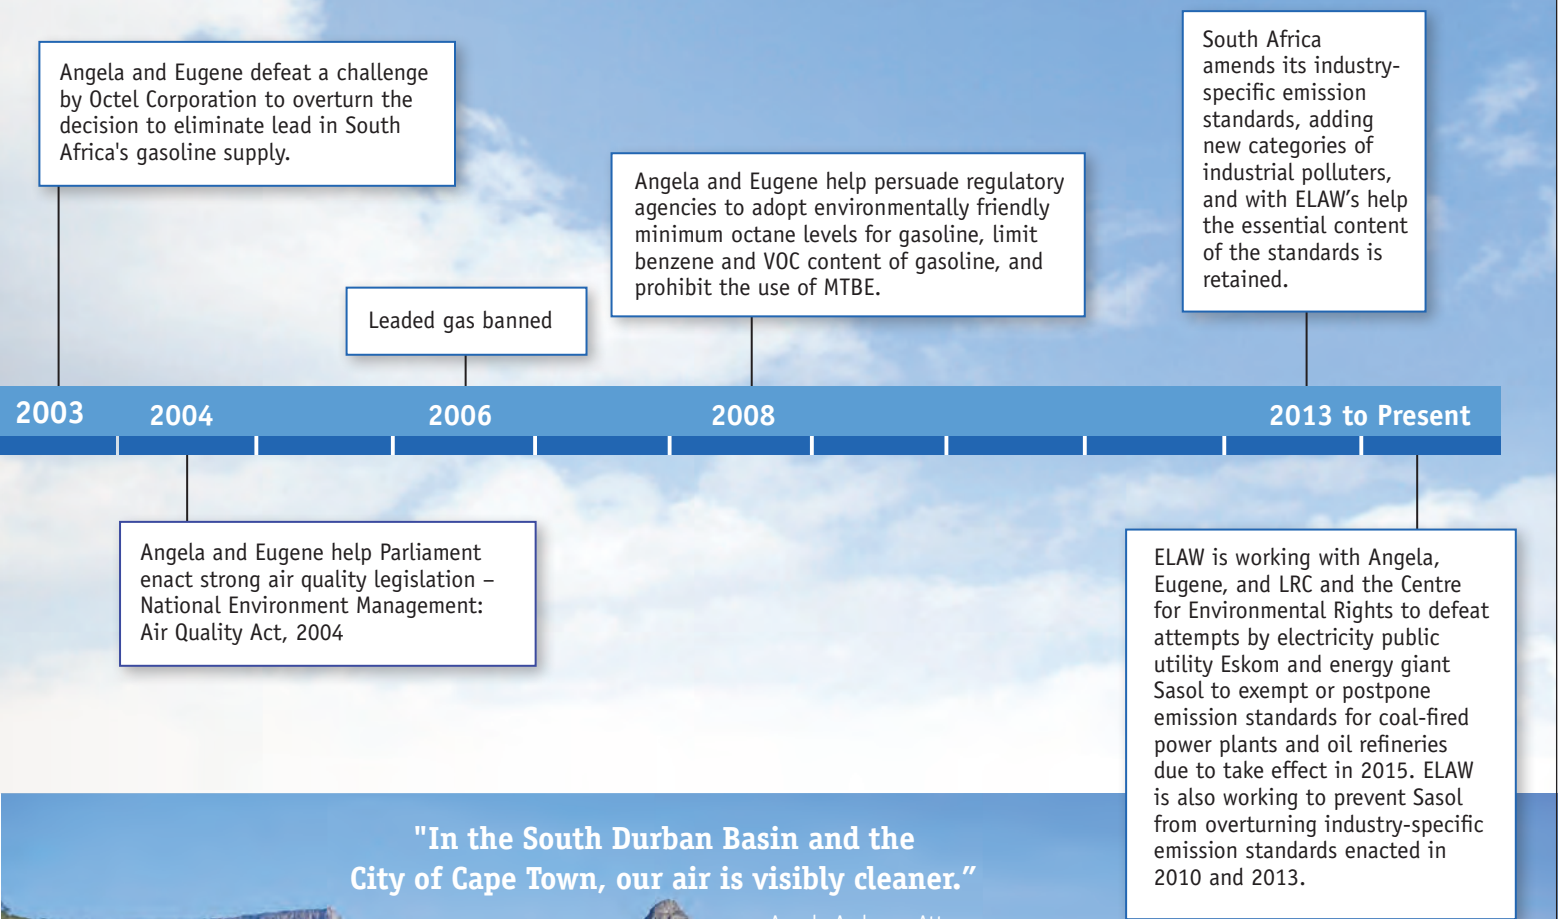 Angela and Eugene defeat a challenge
by Octel Corporation to overturn the
decision to eliminate lead in South
Africa's gasoline supply.
Leaded gas banned
Angela and Eugene help persuade regulatory
agencies to adopt environmentally friendly
minimum octane levels for gasoline, limit
benzene and VOC content of gasoline, and
prohibit the use of MTBE.
South Africa
amends its industry-
specific emission
standards, adding
new categories of
industrial polluters,
and with ELAW’s help
the essential content
of the standards is
retained.
2003 2004 2006 2008 2013 to Present
Angela and Eugene help Parliament
enact strong air quality legislation –
National Environment Management:
Air Quality Act, 2004
ELAW is working with Angela,
Eugene, and LRC and the Centre
for Environmental Rights to defeat
attempts by electricity public
utility Eskom and energy giant
Sasol to exempt or postpone
emission standards for coal-fired
power plants and oil refineries
due to take effect in 2015. ELAW
is also working to prevent Sasol
from overturning industry-specific
emission standards enacted in
2010 and 2013.
"In the South Durban Basin and the
City of Cape Town, our air is visibly cleaner.”